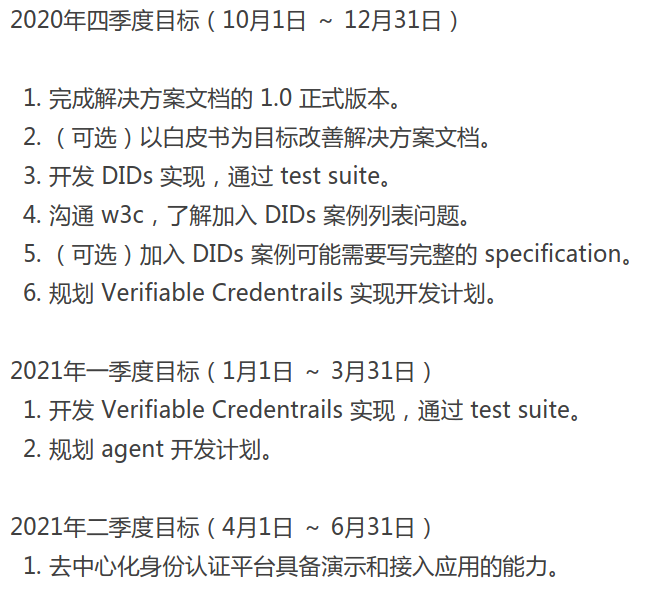 2020年四季度目标（10月1日 ~ 12月31日）
1. 完成解决方案文档的 1.0 正式版本。
2.（可选）以白皮书为目标改善解决方案文档。
3. 开发 DIDs 实现，通过 test suite。
4. 沟通 w3c，了解加入 DIDs 案例列表问题。
5.（可选）加入 DIDs 案例可能需要写完整的 specification。
6. 规划 Verifiable Credentrails 实现开发计划。
2021年一季度目标（1月1日 ~ 3月31日）
1. 开发 Verifiable Credentrails 实现，通过 test suite。
2. 规划 agent 开发计划。
2021年二季度目标（4月1日 ~ 6月31日）
1. 去中心化身份认证平台具备演示和接入应用的能力。